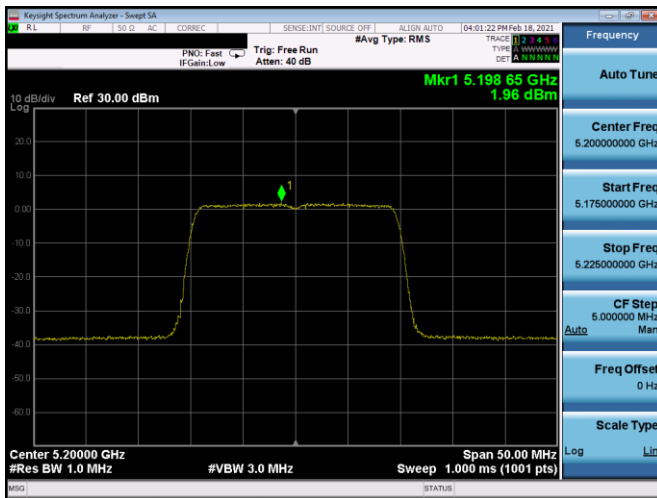 Keysight Spectrum Analyzer - Swept SA
RL RF 50 Ω AC CORREC SENSE:INT SOURCE OFF ALIGN AUTO 04:01:22 PM Feb 18, 2021
#Avg Type: RMS
TRACE 1 2 3 4 5 6
TYPE A WWWWW
DET A N N N N N
PNO: Fast
IFGain:Low
Trig: Free Run
Atten: 40 dB
Mkr1 5.198 65 GHz
1.96 dBm
10 dB/div
Log
Ref 30.00 dBm
20.0
10.0
0.00
-10.0
-20.0
-30.0
-40.0
-50.0
-60.0
1
Center 5.20000 GHz
Span 50.00 MHz
#Res BW 1.0 MHz
#VBW 3.0 MHz
Sweep 1.000 ms (1001 pts)
MSG
STATUS
Frequency
Auto Tune
Center Freq
5.200000000 GHz
Start Freq
5.175000000 GHz
Stop Freq
5.225000000 GHz
CF Step
5.000000 MHz
Auto Man
Freq Offset
0 Hz
Scale Type
Log Lin